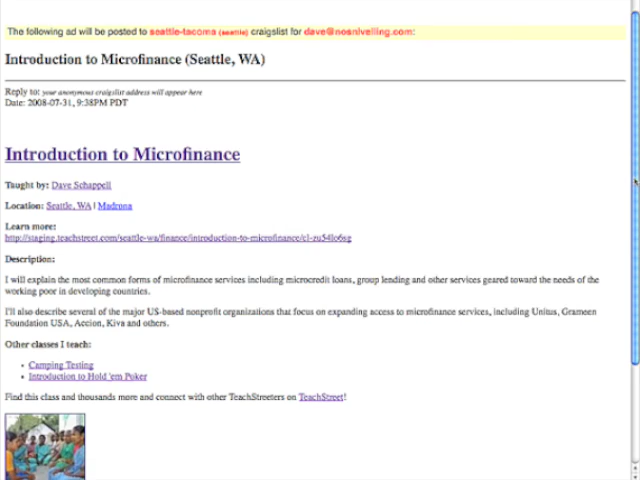 The following ad will be posted to seattle-tacoma (seattle) craigslist for dave@nosnivelling.com:
Introduction to Microfinance (Seattle, WA)
Reply to: your anonymous craigslist address will appear here
Date: 2008-07-31, 9:38PM PDT
Introduction to Microfinance
Taught by: Dave Schappell
Location: Seattle, WA | Madrona
Learn more:
http://staging.teachstreet.com/seattle-wa/finance/introduction-to-microfinance/cl-zu54lo6sg
Description:
I will explain the most common forms of microfinance services including microcredit loans, group lending and other services geared toward the needs of the
working poor in developing countries.
I'll also describe several of the major US-based nonprofit organizations that focus on expanding access to microfinance services, including Unitus, Grameen
Foundation USA, Accion, Kiva and others.
Other classes I teach:
• Camping Testing
• Introduction to Hold 'em Poker
Find this class and thousands more and connect with other TeachStreeters on TeachStreet!